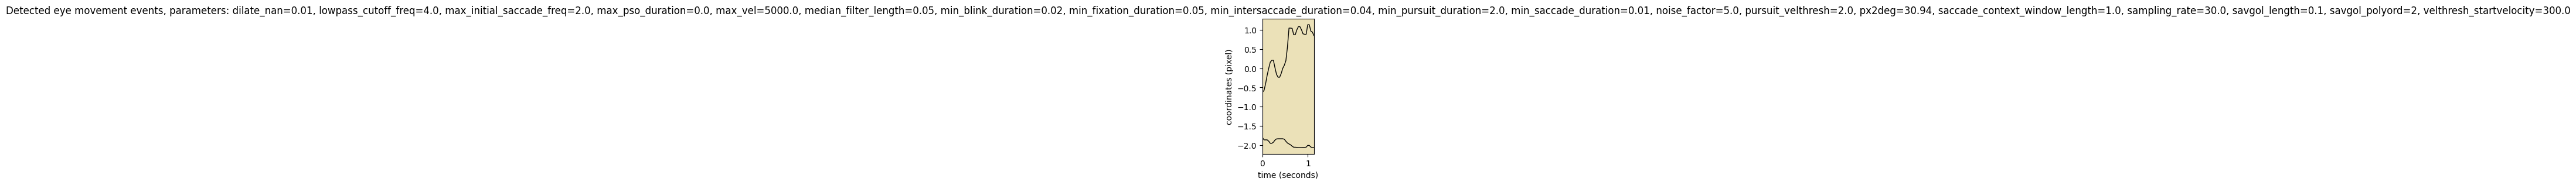 Detected eye movement events, parameters: dilate_nan=0.01, lowpass_cutoff_freq=4.0, max_initial_saccade_freq=2.0, max_pso_duration=0.0, max_vel=5000.0, median_filter_length=0.05, min_blink_duration=0.02, min_fixation_duration=0.05, min_intersaccade_duration=0.04, min_pursuit_duration=2.0, min_saccade_duration=0.01, noise_factor=5.0, pursuit_velthresh=2.0, px2deg=30.94, saccade_context_window_length=1.0, sampling_rate=30.0, savgol_length=0.1, savgol_polyord=2, velthresh_startvelocity=300.0
coordinates (pixel)
1.0
0.5
0.0
−0.5
−1.0
−1.5
−2.0
0 1
time (seconds)